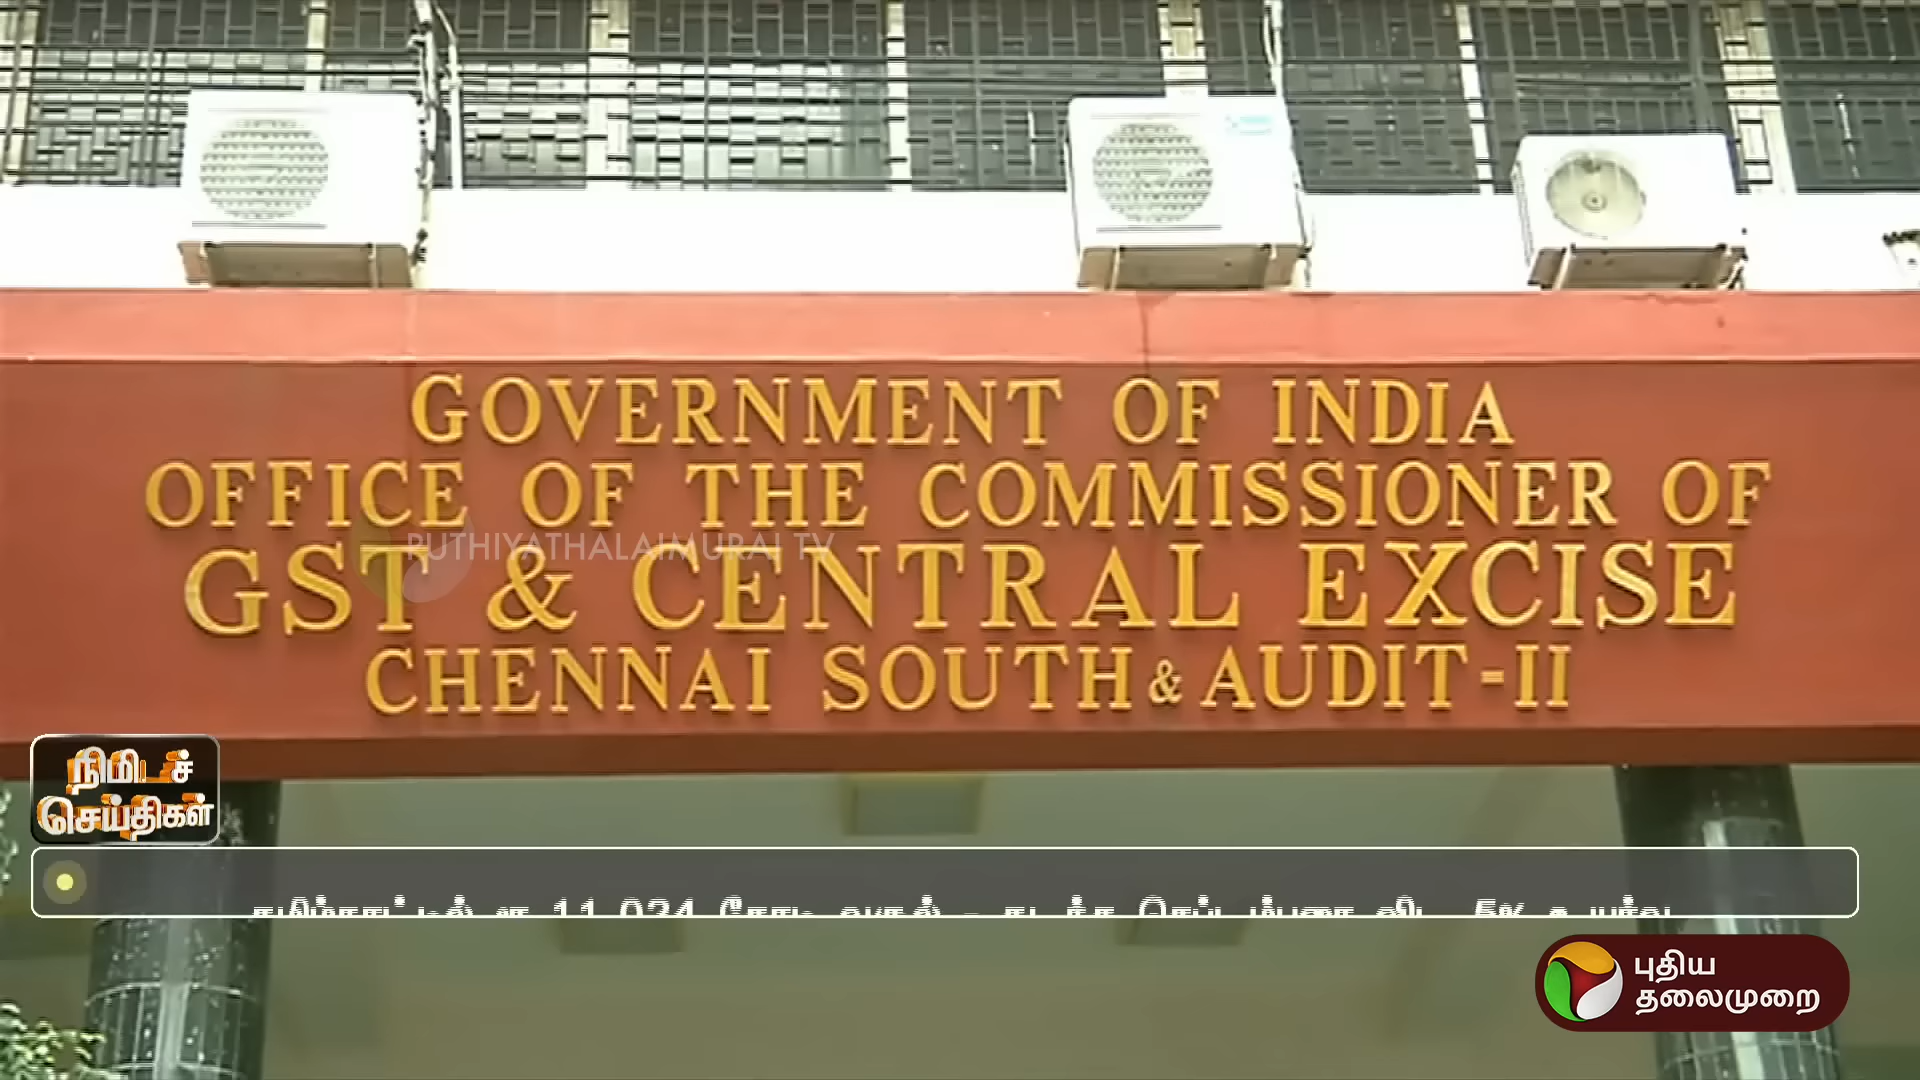 GOVERNMENT OF INDIA
OFFICE OF THE COMMISSIONER OF
PUTHIYATHALAIMURAI TV
GST & CENTRAL EXCISE
CHENNAI SOUTH & AUDIT-II
நிமிடச்
செய்திகள்
புதிய
தலைமுறை